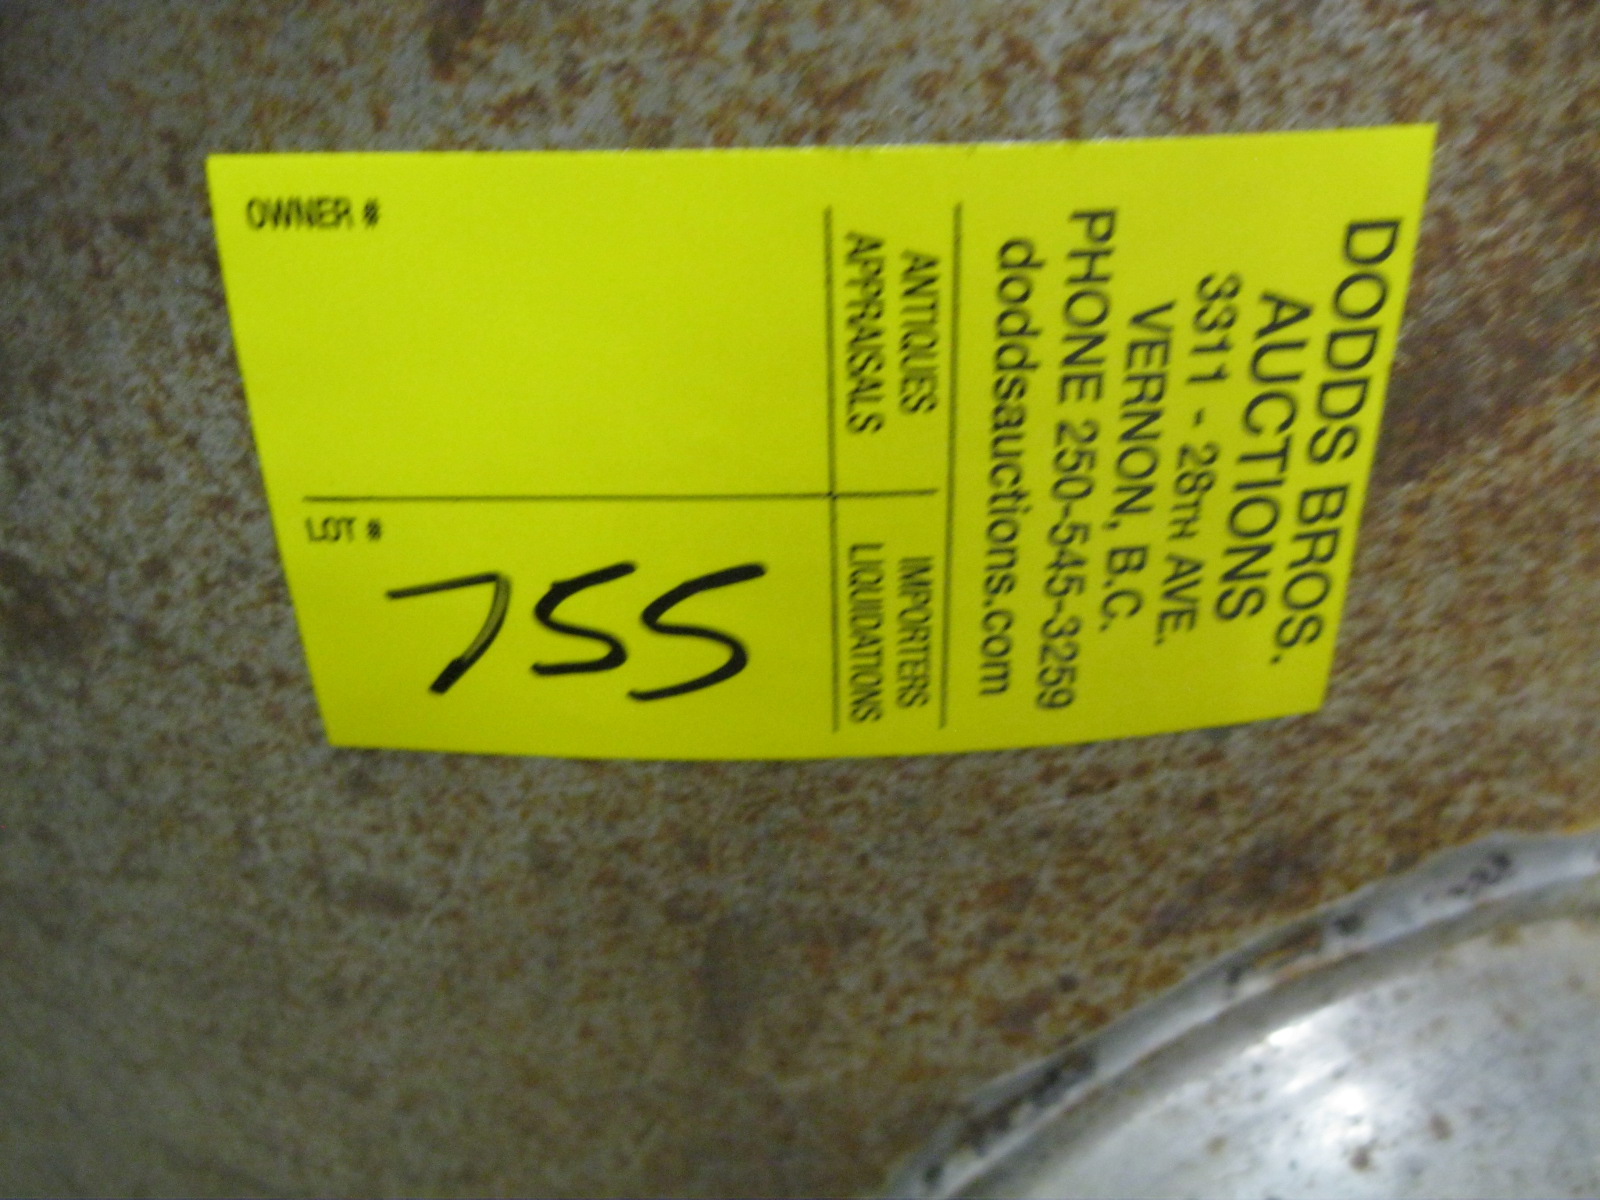 DODDS BROS.
AUCTIONS
3311 - 28TH AVE.
VERNON, B.C.
PHONE 250-545-3259
doddsauctions.com
ANTIQUES IMPORTERS
APPRAISALS LIQUIDATIONS
OWNER #
LOT #
755